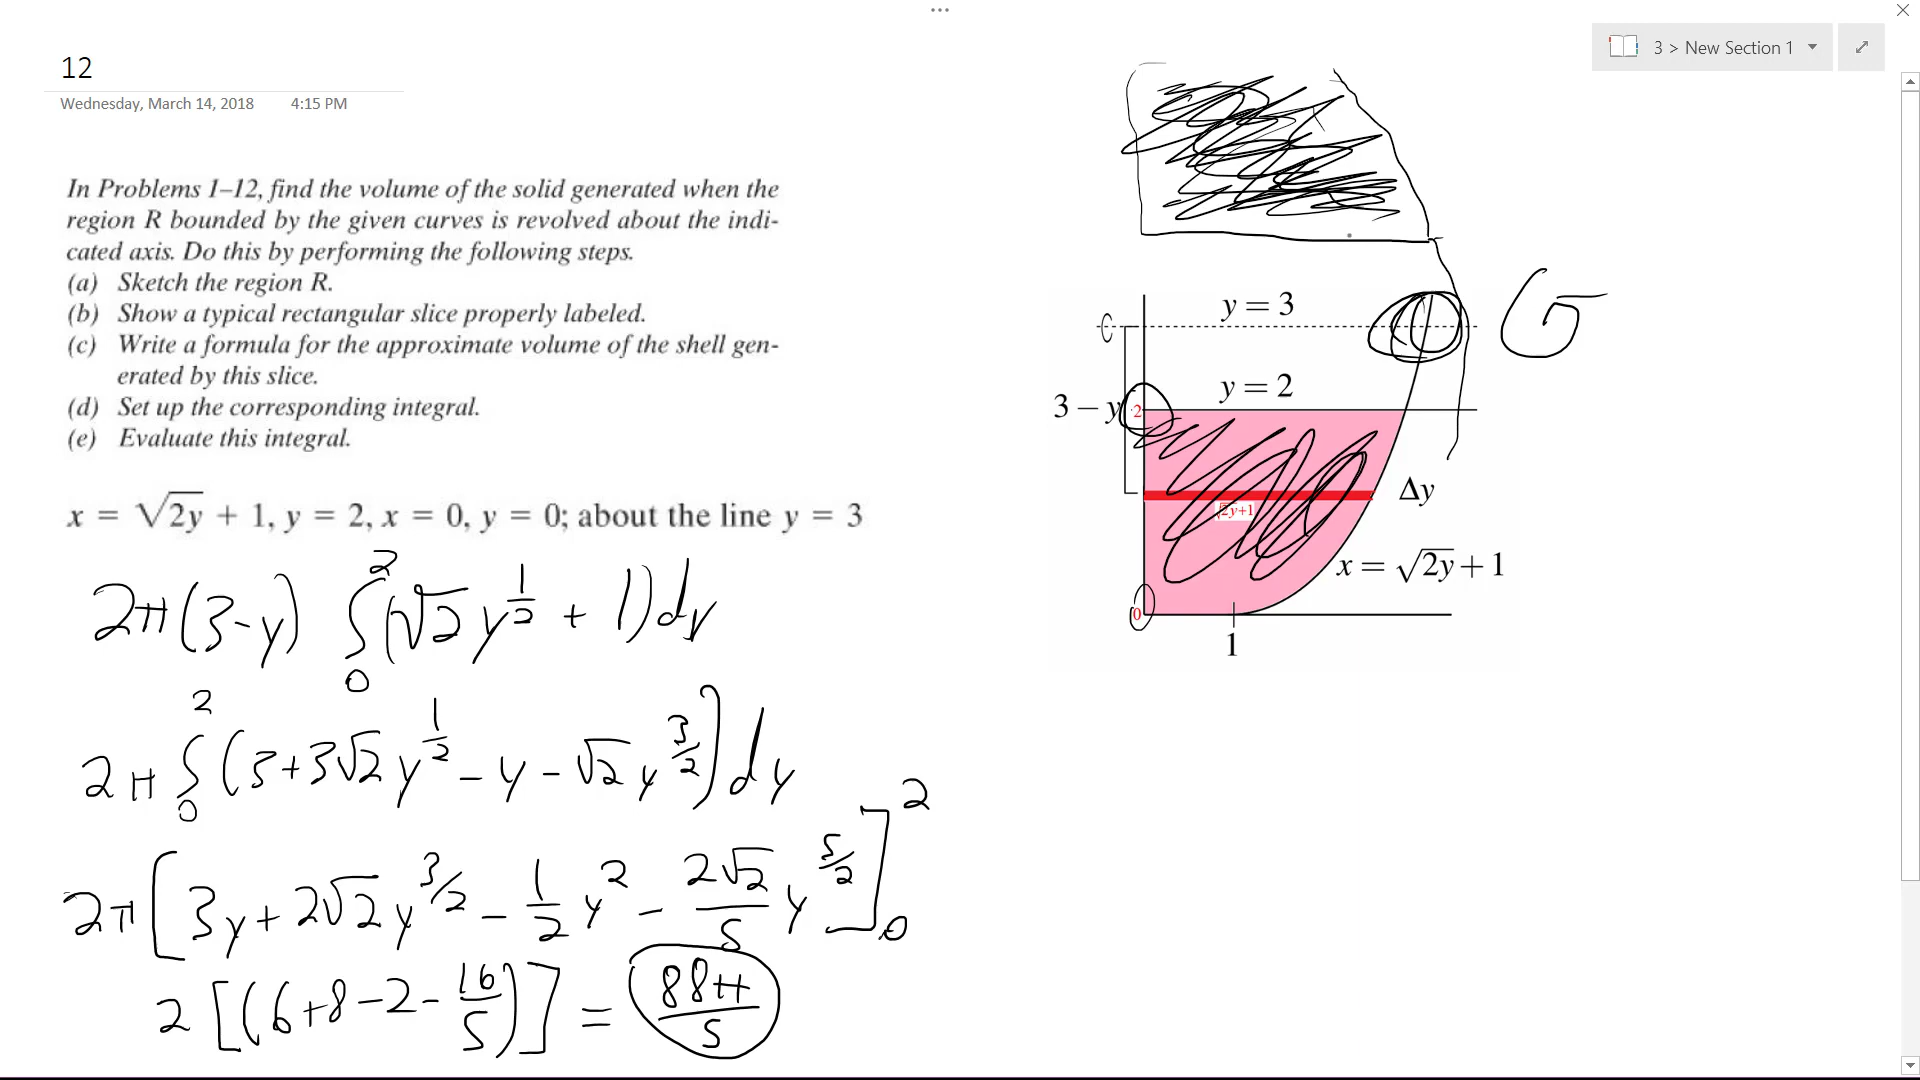 3 > New Section 1
12
Wednesday, March 14, 2018 4:15 PM
In Problems 1–12, find the volume of the solid generated when the
region R bounded by the given curves is revolved about the indi-
cated axis. Do this by performing the following steps.
(a) Sketch the region R.
(b) Show a typical rectangular slice properly labeled.
(c) Write a formula for the approximate volume of the shell gen-
erated by this slice.
(d) Set up the corresponding integral.
(e) Evaluate this integral.
x = √2y + 1, y = 2, x = 0, y = 0; about the line y = 3
2π(3-y) ∫₀² (√2 y^(1/2) + 1) dy
2π ∫₀² (3+3√2 y^(1/2) - y - √2 y^(3/2)) dy
2π [3y + 2√2 y^(3/2) - 1/2 y² - 2√2/5 y^(5/2)]₀²
2 [(6+8-2-16/5)] = 88π/5
y = 3
y = 2
3 − y
2
Δy
√2y+1
x = √2y + 1
0
1